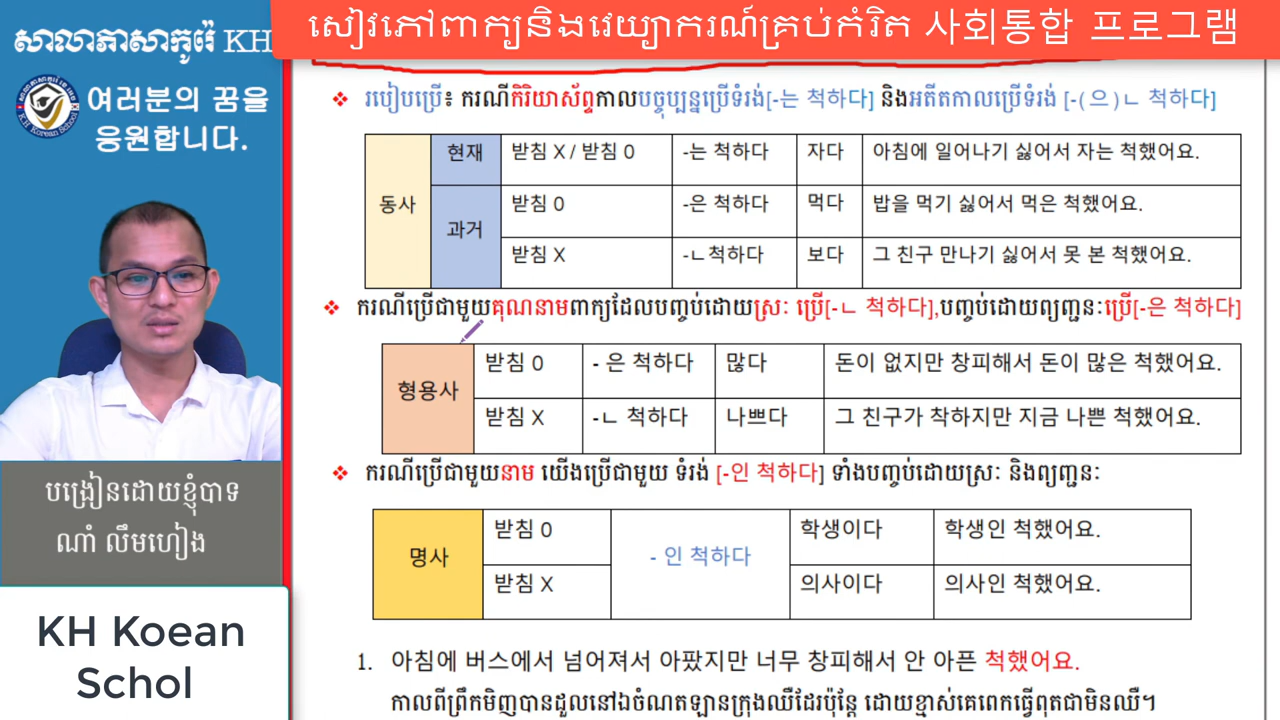 សាលាភាសាកូរ៉េ KH
សៀវភៅពាក្យនិងវេយ្យាករណ៍គ្រប់កំរិត 사회통합 프로그램
여러분의 꿈을
응원합니다.
❖ របៀបប្រើ៖ ករណីកិរិយាស័ព្ទកាលបច្ចុប្បន្នប្រើទំរង់[-는 척하다] និងអតីតកាលប្រើទំរង់ [-(으)ㄴ 척하다]
동사 현재 받침 X / 받침 0 -는 척하다 자다 아침에 일어나기 싫어서 자는 척했어요.
과거 받침 0 -은 척하다 먹다 밥을 먹기 싫어서 먹은 척했어요.
받침 X -ㄴ척하다 보다 그 친구 만나기 싫어서 못 본 척했어요.
❖ ករណីប្រើជាមួយគុណនាមពាក្យដែលបញ្ចប់ដោយស្រៈ ប្រើ[-ㄴ 척하다],បញ្ចប់ដោយព្យញ្ជនៈប្រើ[-은 척하다]
형용사 받침 0 - 은 척하다 많다 돈이 없지만 창피해서 돈이 많은 척했어요.
받침 X -ㄴ 척하다 나쁘다 그 친구가 착하지만 지금 나쁜 척했어요.
❖ ករណីប្រើជាមួយនាម យើងប្រើជាមួយ ទំរង់ [-인 척하다] ទាំងបញ្ចប់ដោយស្រៈ និងព្យញ្ជនៈ
명사 받침 0 - 인 척하다 학생이다 학생인 척했어요.
받침 X 의사이다 의사인 척했어요.
1. 아침에 버스에서 넘어져서 아팠지만 너무 창피해서 안 아픈 척했어요.
កាលពីព្រឹកមិញបានដួលនៅឯចំណតឡានក្រុងឈឺដែរប៉ុន្តែ ដោយខ្មាស់គេពេកធ្វើពុតជាមិនឈឺ។
បង្រៀនដោយខ្ញុំបាទ
ណាំ លឹមហៀង
KH Koean
Schol